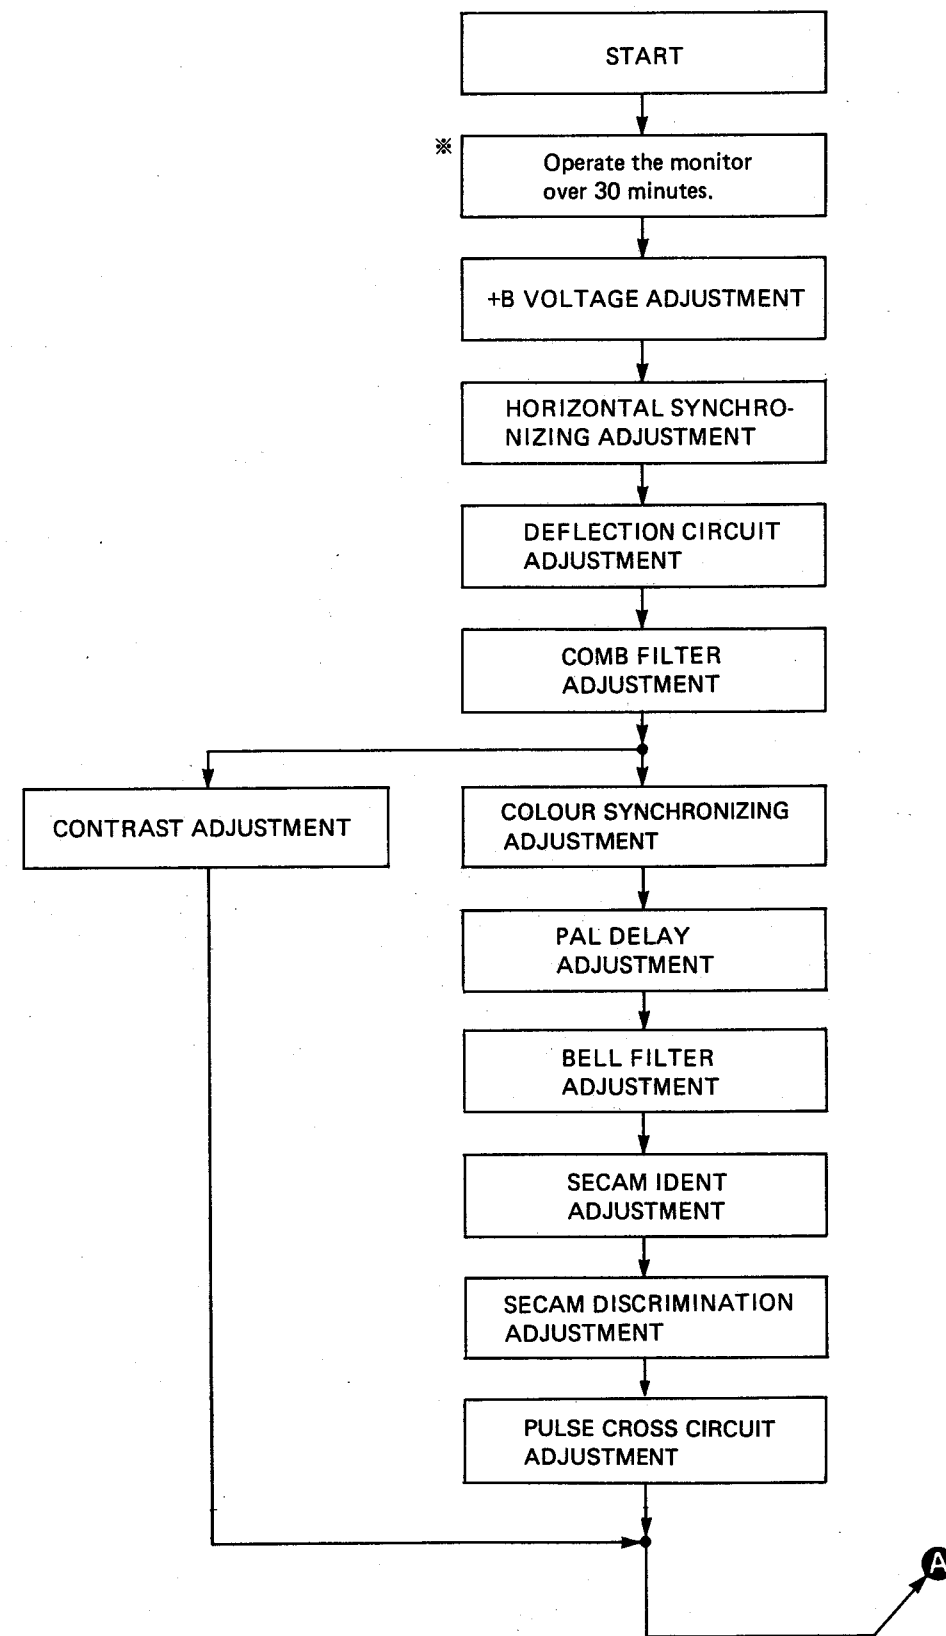 START
※
Operate the monitor
over 30 minutes.
+B VOLTAGE ADJUSTMENT
HORIZONTAL SYNCHRO-
NIZING ADJUSTMENT
DEFLECTION CIRCUIT
ADJUSTMENT
COMB FILTER
ADJUSTMENT
CONTRAST ADJUSTMENT
COLOUR SYNCHRONIZING
ADJUSTMENT
PAL DELAY
ADJUSTMENT
BELL FILTER
ADJUSTMENT
SECAM IDENT
ADJUSTMENT
SECAM DISCRIMINATION
ADJUSTMENT
PULSE CROSS CIRCUIT
ADJUSTMENT
A